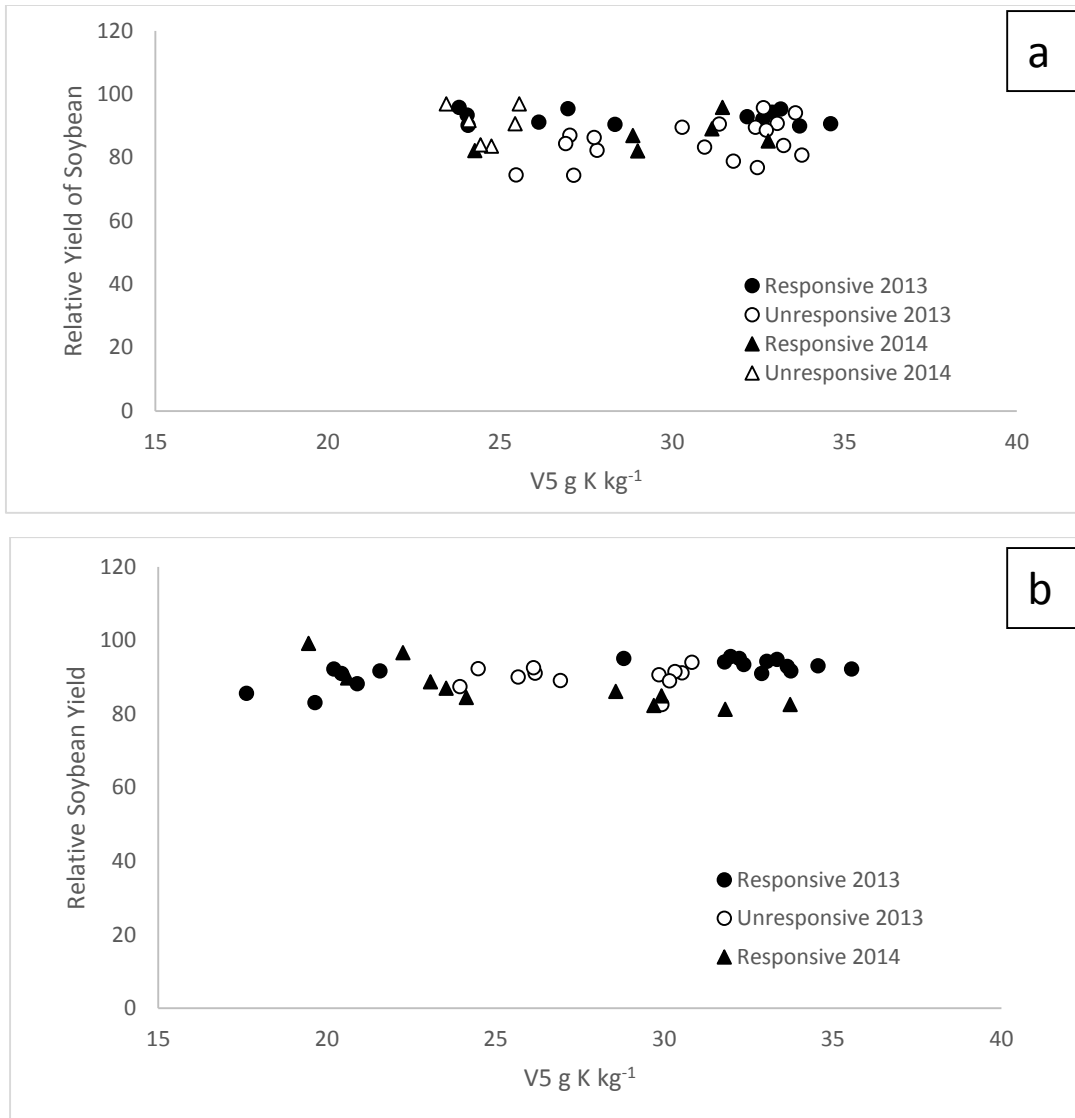 a
120
100
80
60
40
20
0
Relative Yield of Soybean
Responsive 2013
Unresponsive 2013
Responsive 2014
Unresponsive 2014
15 20 25 30 35 40
V5 g K kg-1
b
120
100
80
60
40
20
0
Relative Soybean Yield
Responsive 2013
Unresponsive 2013
Responsive 2014
15 20 25 30 35 40
V5 g K kg-1